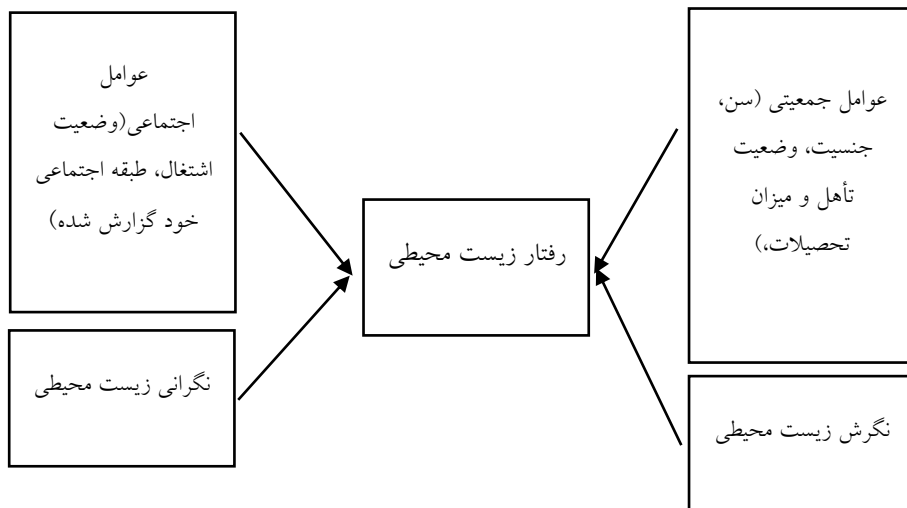 عوامل جمعیتی (سن،
جنسیت، وضعیت
تأهل و میزان
تحصیلات،)
نگرش زیست محیطی
رفتار زیست محیطی
عوامل
اجتماعی(وضعیت
اشتغال، طبقه اجتماعی
خود گزارش شده)
نگرانی زیست محیطی